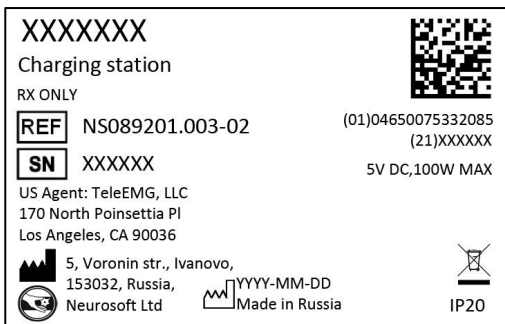 XXXXXXX
Charging station
RX ONLY
REF NS089201.003-02
SN XXXXXX
(01)04650075332085
(21)XXXXXX
5V DC,100W MAX
US Agent: TeleEMG, LLC
170 North Poinsettia Pl
Los Angeles, CA 90036
5, Voronin str., Ivanovo,
153032, Russia,
Neurosoft Ltd
YYYY-MM-DD
Made in Russia
IP20